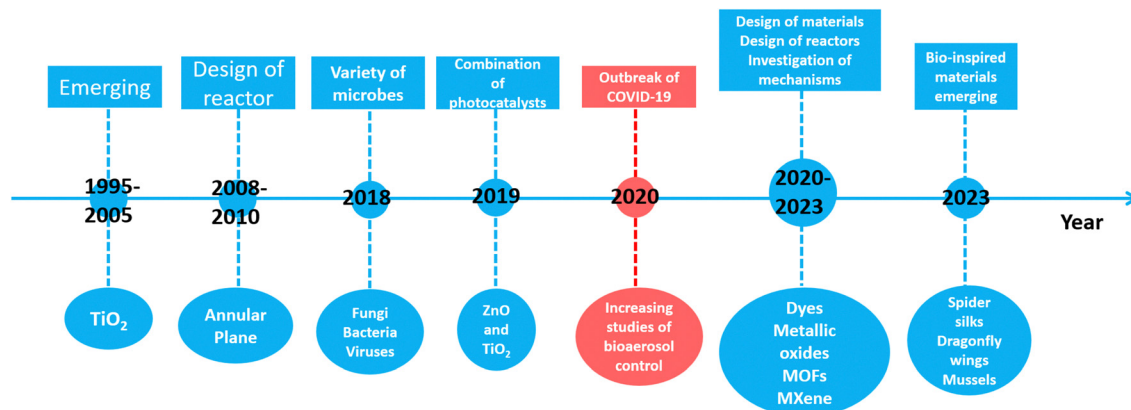 Emerging
Design of
reactor
Variety of
microbes
Combination
of
photocatalysts
Outbreak of
COVID-19
Design of materials
Design of reactors
Investigation of
mechanisms
Bio-inspired
materials
emerging
1995-
2005
2008-
2010
2018
2019
2020
2020-
2023
2023
Year
TiO₂
Annular
Plane
Fungi
Bacteria
Viruses
ZnO
and
TiO₂
Increasing
studies of
bioaerosol
control
Dyes
Metallic
oxides
MOFs
MXene
Spider
silks
Dragonfly
wings
Mussels